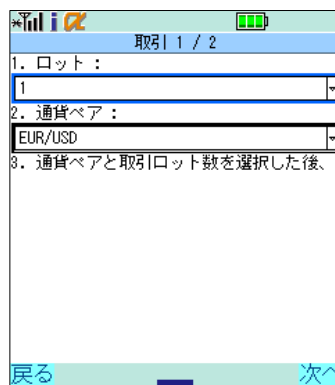 i α
取引 1 / 2
1. ロット :
1
2. 通貨ペア :
EUR/USD
3. 通貨ペアと取引ロット数を選択した後、
戻る 次へ